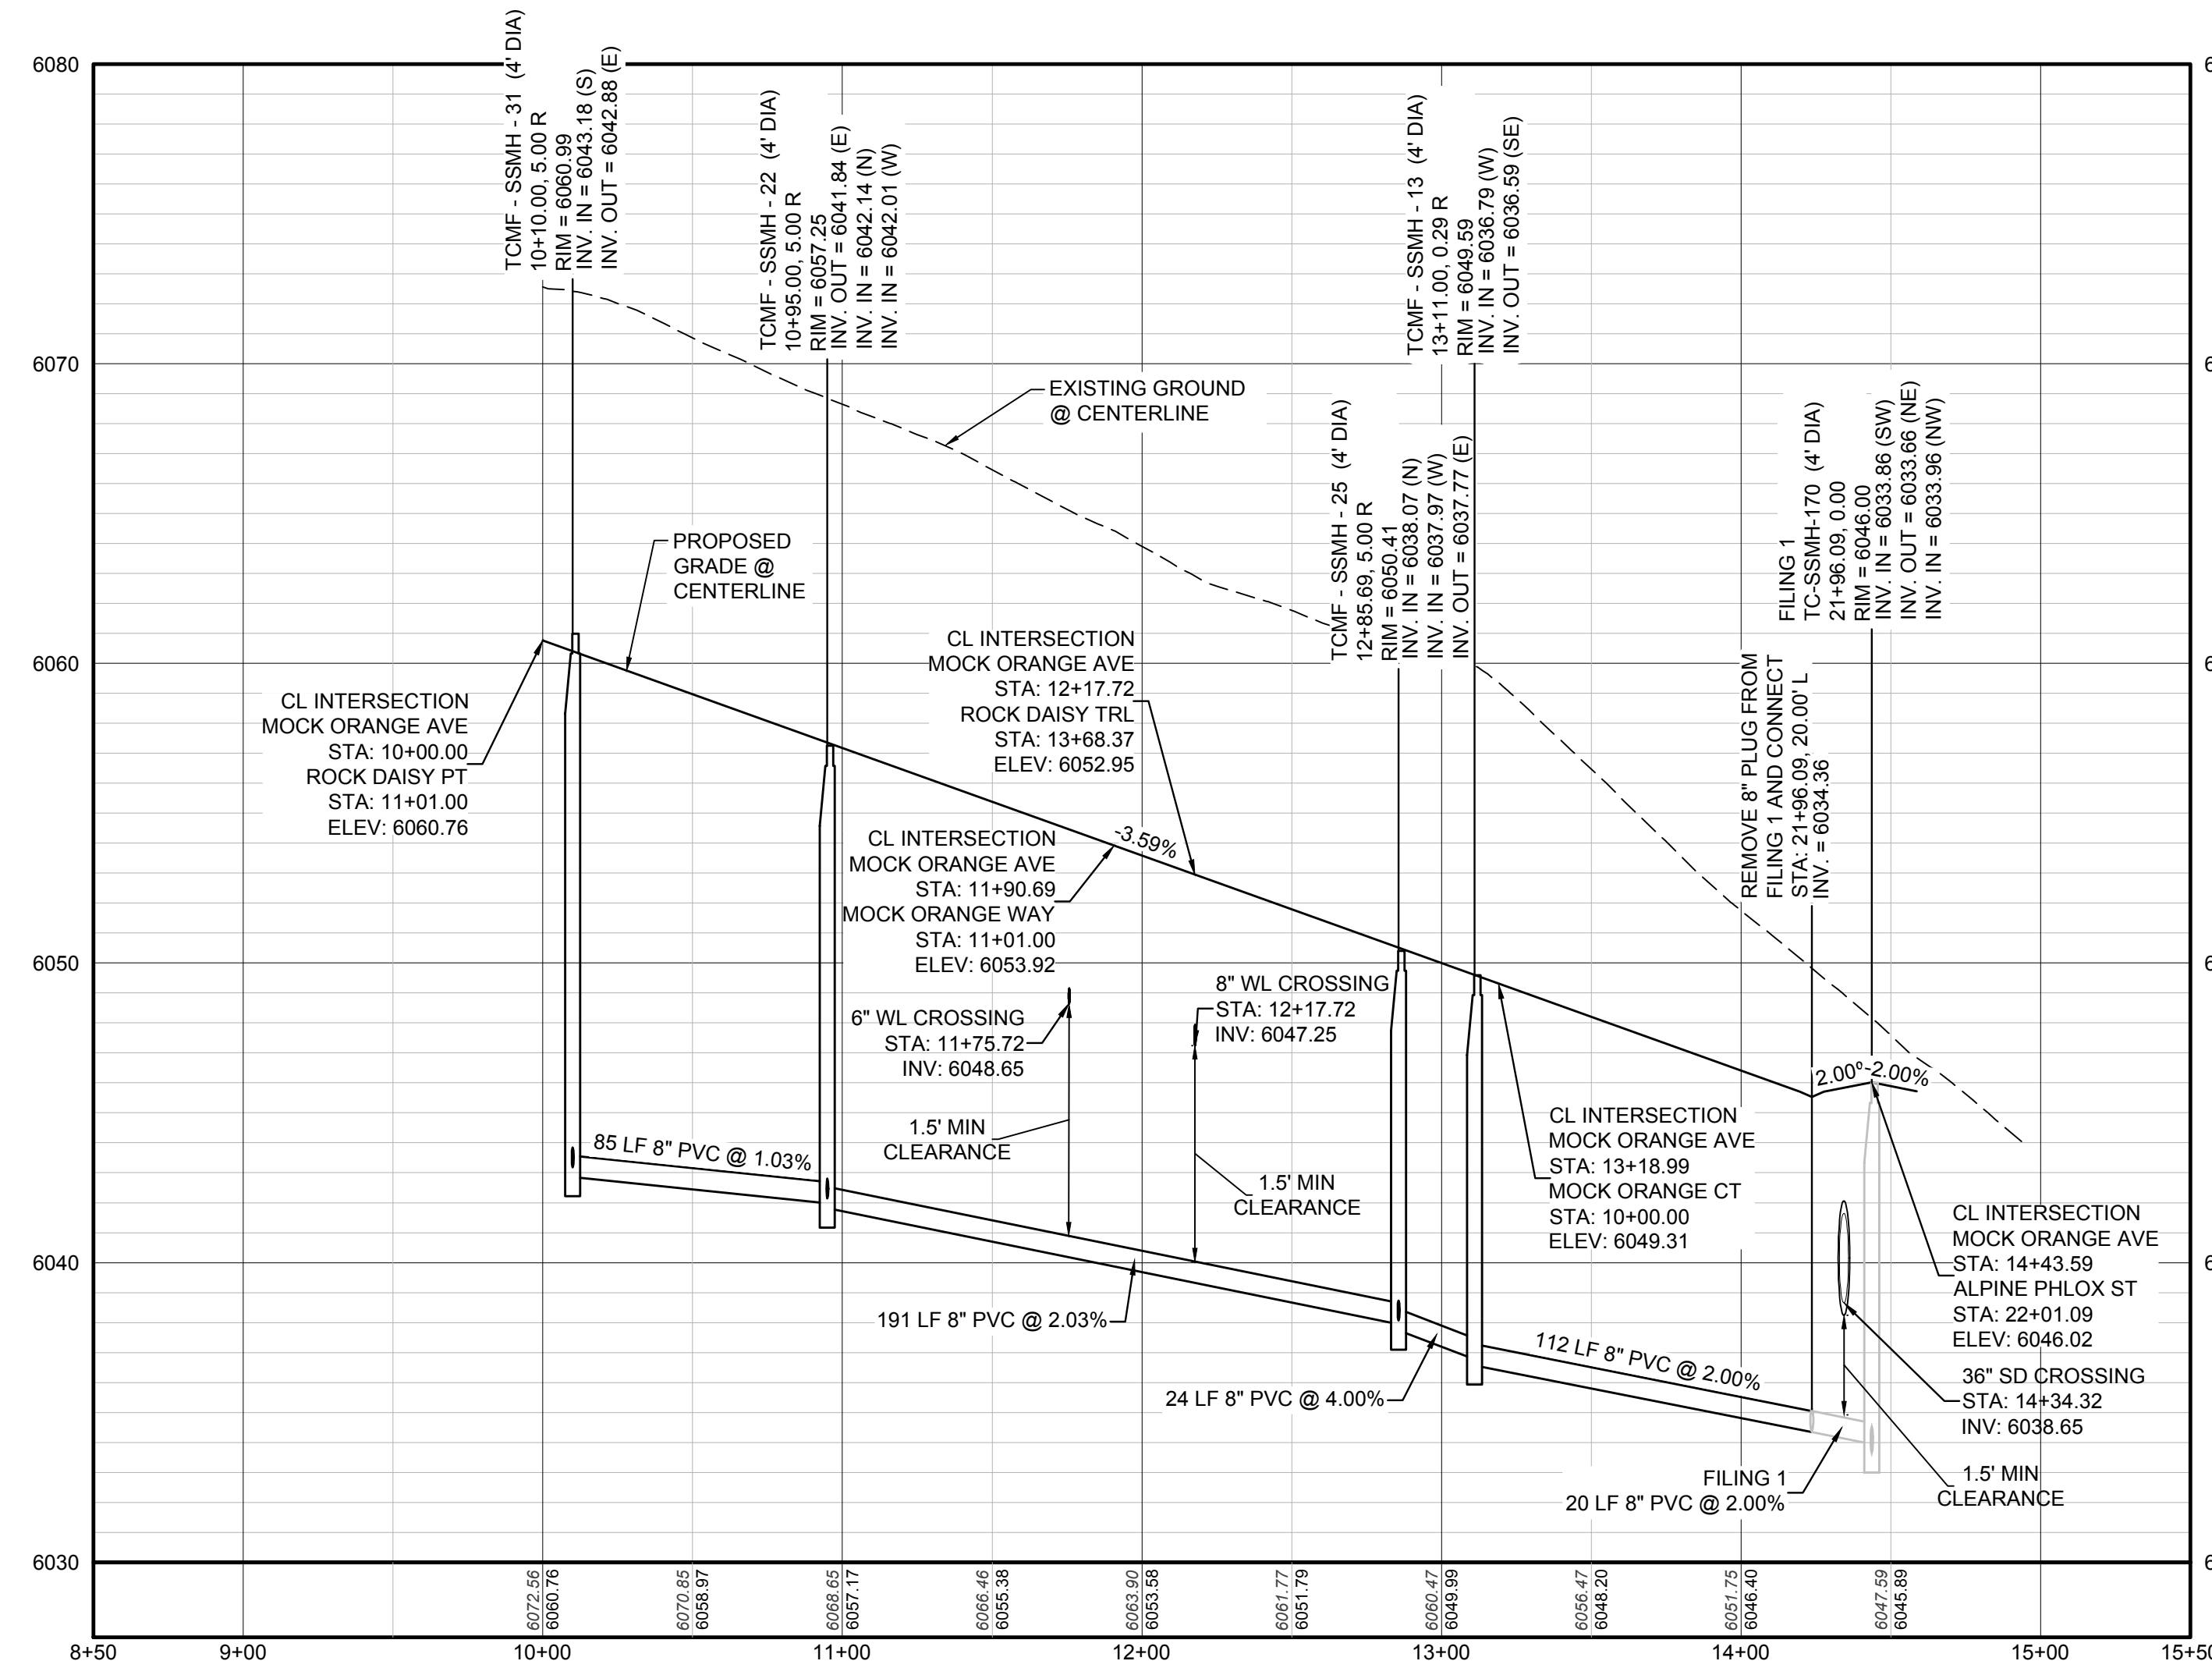 6080
6070
6060
6050
6040
6030
TCMF - SSMH - 31 (4' DIA)
10+10.00, 5.00 R
RIM = 6060.99
INV. IN = 6043.18 (S)
INV. OUT = 6042.88 (E)
TCMF - SSMH - 22 (4' DIA)
10+95.00, 5.00 R
RIM = 6057.25
INV. OUT = 6041.84 (E)
INV. IN = 6042.14 (N)
INV. IN = 6042.01 (W)
TCMF - SSMH - 25 (4' DIA)
12+85.69, 5.00 R
RIM = 6050.41
INV. IN = 6038.07 (N)
INV. IN = 6037.97 (W)
INV. OUT = 6037.77 (E)
TCMF - SSMH - 13 (4' DIA)
13+11.00, 0.29 R
RIM = 6049.59
INV. IN = 6036.79 (W)
INV. OUT = 6036.59 (SE)
REMOVE 8" PLUG FROM
FILING 1 AND CONNECT
STA: 21+96.09, 20.00' L
INV. = 6034.36
FILING 1
TC-SSMH-170 (4' DIA)
21+96.09, 0.00
RIM = 6046.00
INV. IN = 6033.86 (SW)
INV. OUT = 6033.66 (NE)
INV. IN = 6033.96 (NW)
EXISTING GROUND
@ CENTERLINE
PROPOSED
GRADE @
CENTERLINE
CL INTERSECTION
MOCK ORANGE AVE
STA: 10+00.00
ROCK DAISY PT
STA: 11+01.00
ELEV: 6060.76
CL INTERSECTION
MOCK ORANGE AVE
STA: 12+17.72
ROCK DAISY TRL
STA: 13+68.37
ELEV: 6052.95
CL INTERSECTION
MOCK ORANGE AVE
STA: 11+90.69
MOCK ORANGE WAY
STA: 11+01.00
ELEV: 6053.92
-3.59%
6" WL CROSSING
STA: 11+75.72
INV: 6048.65
8" WL CROSSING
STA: 12+17.72
INV: 6047.25
1.5' MIN
CLEARANCE
1.5' MIN
CLEARANCE
2.00° -2.00%
CL INTERSECTION
MOCK ORANGE AVE
STA: 13+18.99
MOCK ORANGE CT
STA: 10+00.00
ELEV: 6049.31
CL INTERSECTION
MOCK ORANGE AVE
STA: 14+43.59
ALPINE PHLOX ST
STA: 22+01.09
ELEV: 6046.02
36" SD CROSSING
STA: 14+34.32
INV: 6038.65
1.5' MIN
CLEARANCE
85 LF 8" PVC @ 1.03%
191 LF 8" PVC @ 2.03%
24 LF 8" PVC @ 4.00%
112 LF 8" PVC @ 2.00%
FILING 1
20 LF 8" PVC @ 2.00%
6072.56
6060.76
6070.85
6058.97
6068.65
6057.17
6066.46
6055.38
6063.90
6053.58
6061.77
6051.79
6060.47
6049.99
6056.47
6048.20
6051.75
6046.40
6047.59
6045.89
8+50 9+00 10+00 11+00 12+00 13+00 14+00 15+00